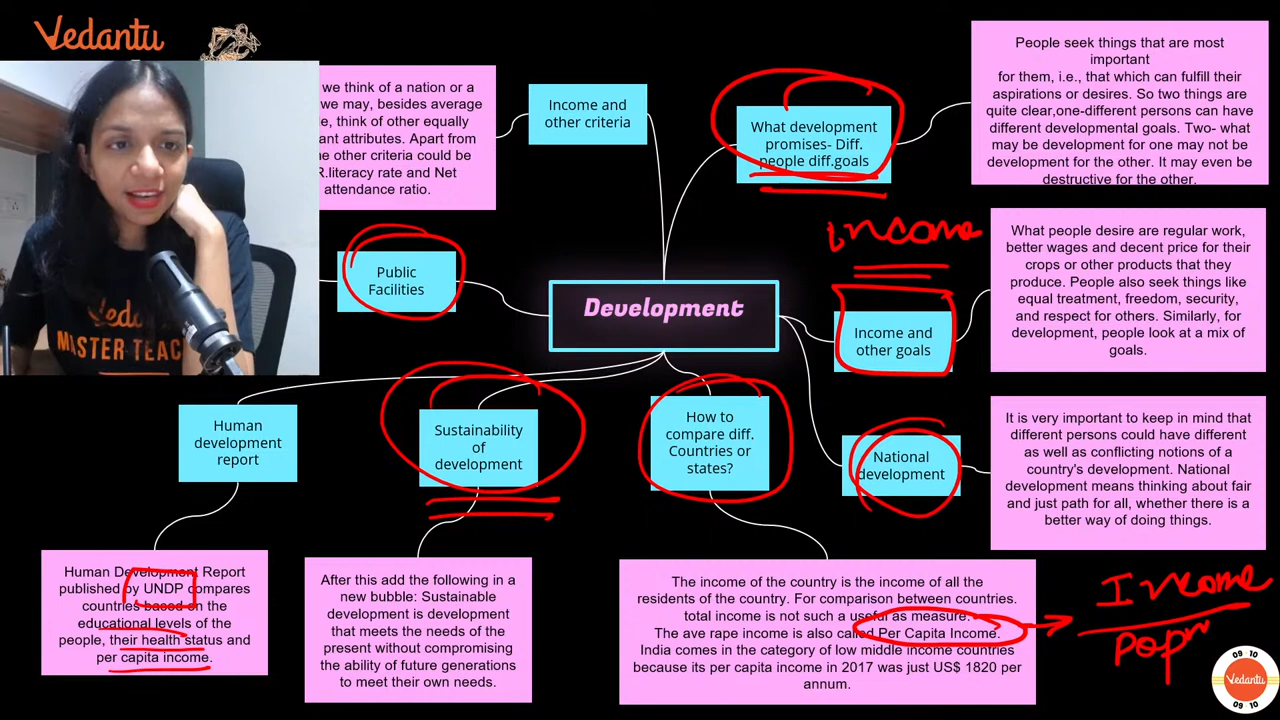 Vedantu
we think of a nation or a
we may, besides average
e, think of other equally
ant attributes. Apart from
e other criteria could be
R.literacy rate and Net
attendance ratio.
Income and
other criteria
What development
promises- Diff.
people diff.goals
People seek things that are most
important
for them, i.e., that which can fulfill their
aspirations or desires. So two things are
quite clear,one-different persons can have
different developmental goals. Two- what
may be development for one may not be
development for the other. It may even be
destructive for the other.
Public
Facilities
Development
income
Income and
other goals
What people desire are regular work,
better wages and decent price for their
crops or other products that they
produce. People also seek things like
equal treatment, freedom, security,
and respect for others. Similarly, for
development, people look at a mix of
goals.
Vedantu
MASTER TEAC
Human
development
report
Sustainability
of
development
How to
compare diff.
Countries or
states?
National
development
It is very important to keep in mind that
different persons could have different
as well as conflicting notions of a
country's development. National
development means thinking about fair
and just path for all, whether there is a
better way of doing things.
Human Development Report
published by UNDP compares
countries based on the
educational levels of the
people, their health status and
per capita income.
After this add the following in a
new bubble: Sustainable
development is development
that meets the needs of the
present without compromising
the ability of future generations
to meet their own needs.
The income of the country is the income of all the
residents of the country. For comparison between countries.
total income is not such a useful as measure.
The ave rape income is also called Per Capita Income.
India comes in the category of low middle income countries
because its per capita income in 2017 was just US$ 1820 per
annum.
Income
Popn
09 10
Vedantu
09 10